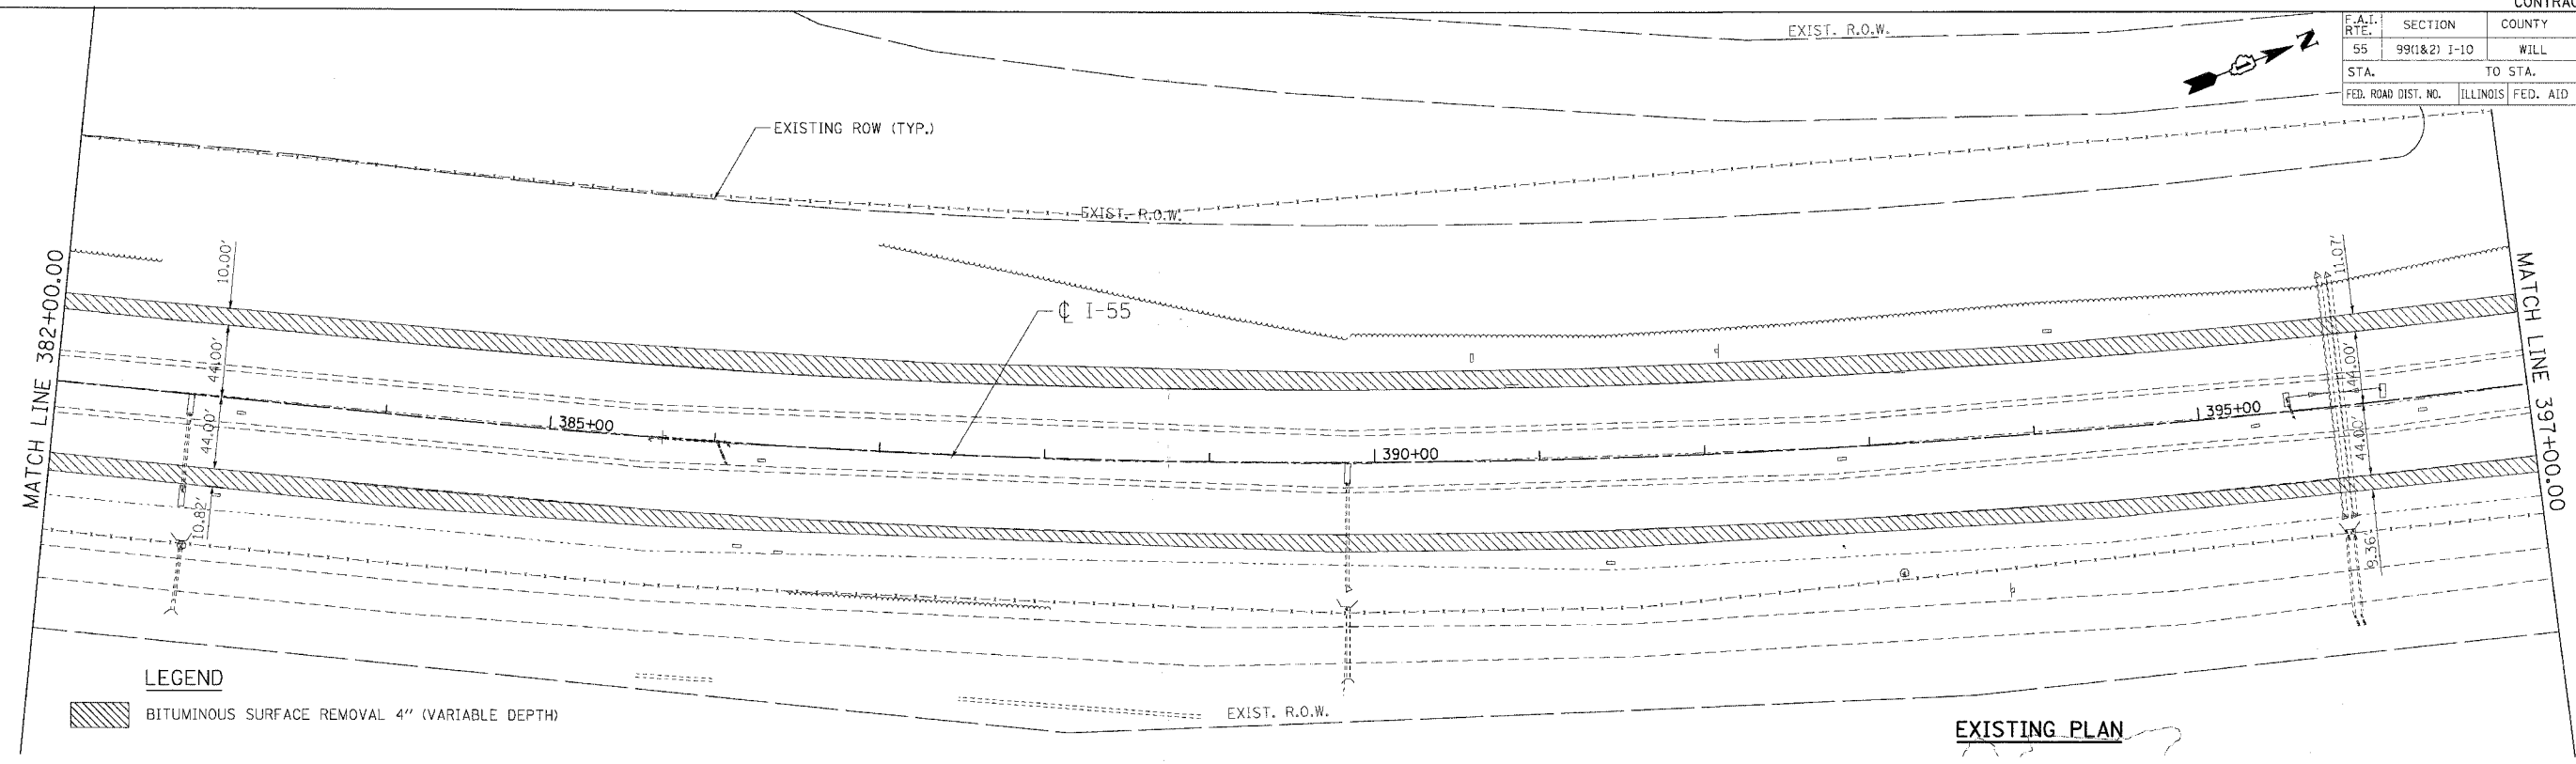 CONTRAC
F.A.I. RTE. SECTION COUNTY
55 99(1&2) I-10 WILL
STA. TO STA.
FED. ROAD DIST. NO. ILLINOIS FED. AID
EXIST. R.O.W.
N
EXISTING ROW (TYP.)
EXIST. R.O.W.
MATCH LINE 382+00.00
10.00'
44.00'
44.00'
10.82'
℄ I-55
385+00
390+00
395+00
11.07'
44.00'
44.00'
9.36'
MATCH LINE 397+00.00
LEGEND
BITUMINOUS SURFACE REMOVAL 4" (VARIABLE DEPTH)
EXIST. R.O.W.
EXISTING PLAN